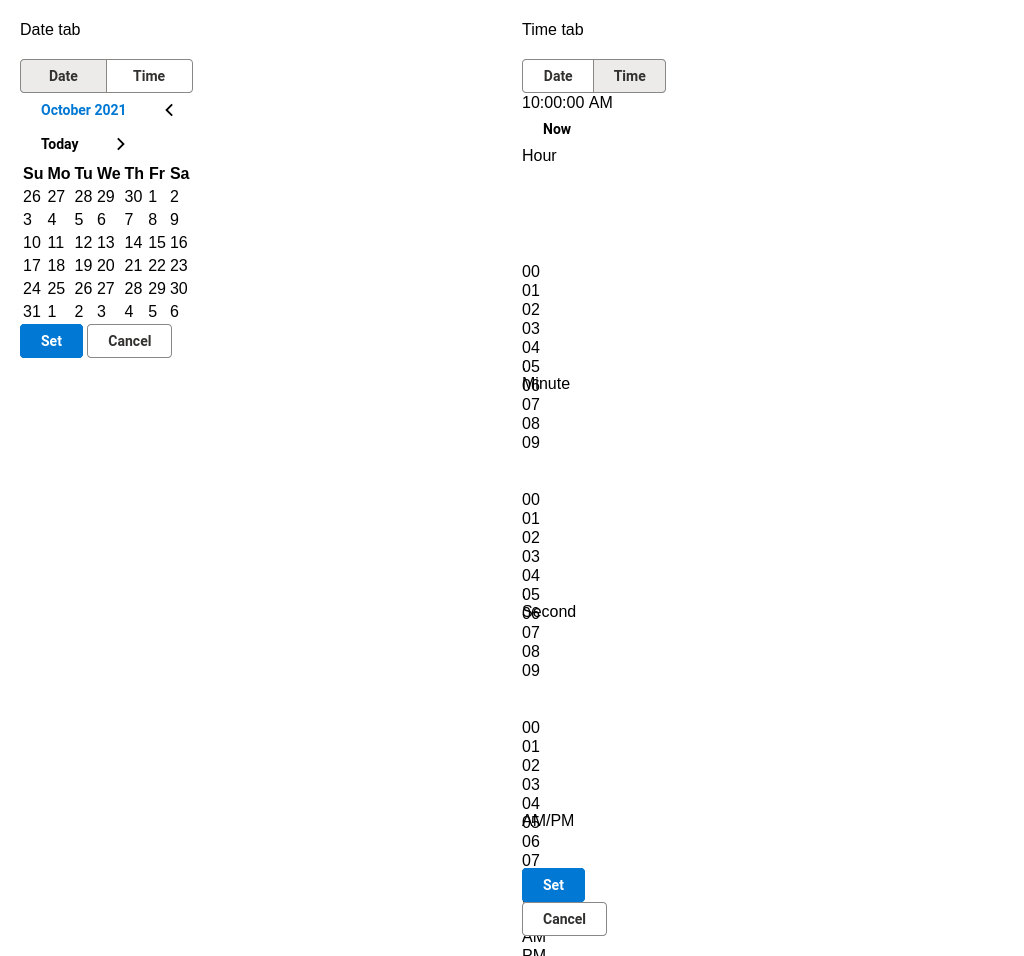 Date tab
Date Time
October 2021
Today
Su Mo Tu We Th Fr Sa
26 27 28 29 30 1 2
3 4 5 6 7 8 9
10 11 12 13 14 15 16
17 18 19 20 21 22 23
24 25 26 27 28 29 30
31 1 2 3 4 5 6
Set Cancel
Time tab
Date Time
10:00:00 AM
Now
Hour
00
01
02
03
04
05
06
Minute
07
08
09
00
01
02
03
04
05
Second
06
07
08
09
00
01
02
03
04
AM/PM
05
06
07
Set
Cancel
AM
PM